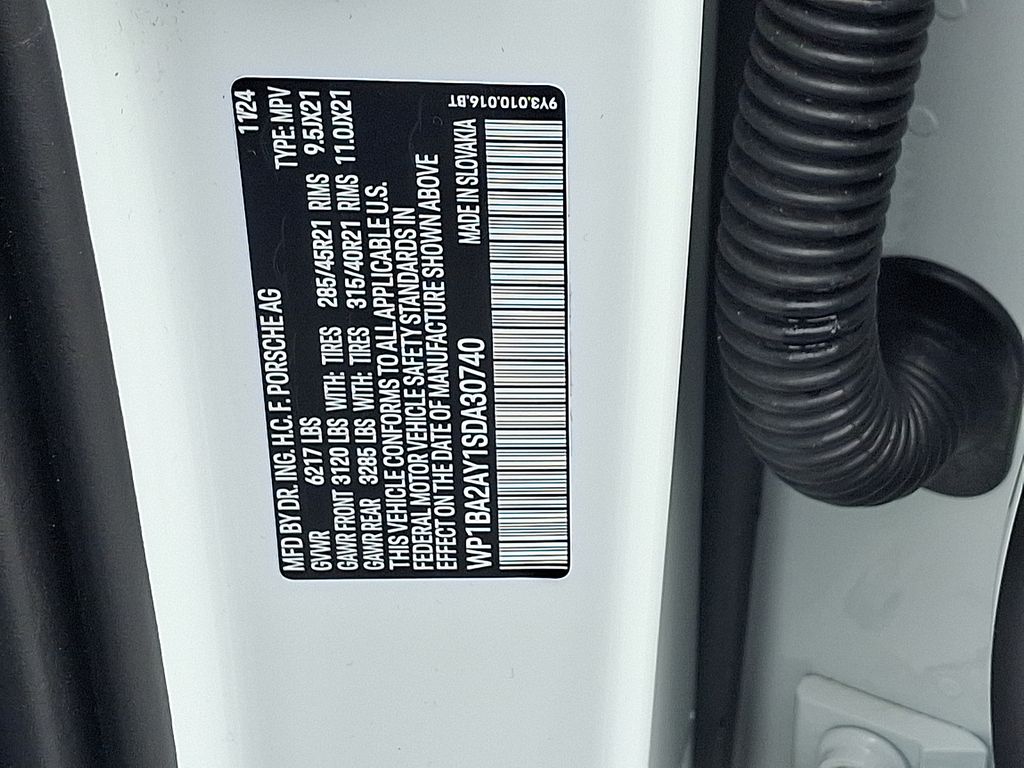 11/24
MFD BY DR. ING. H.C. F. PORSCHE AG TYPE: MPV
GVWR 6217 LBS
GAWR FRONT 3120 LBS WITH: TIRES 285/45R21 RIMS 9.5JX21
GAWR REAR 3285 LBS WITH: TIRES 315/40R21 RIMS 11.0JX21
THIS VEHICLE CONFORMS TO ALL APPLICABLE U.S.
FEDERAL MOTOR VEHICLE SAFETY STANDARDS IN
EFFECT ON THE DATE OF MANUFACTURE SHOWN ABOVE
WP1BA2AY1SDA30740 MADE IN SLOVAKIA
9Y3.010.016.BT